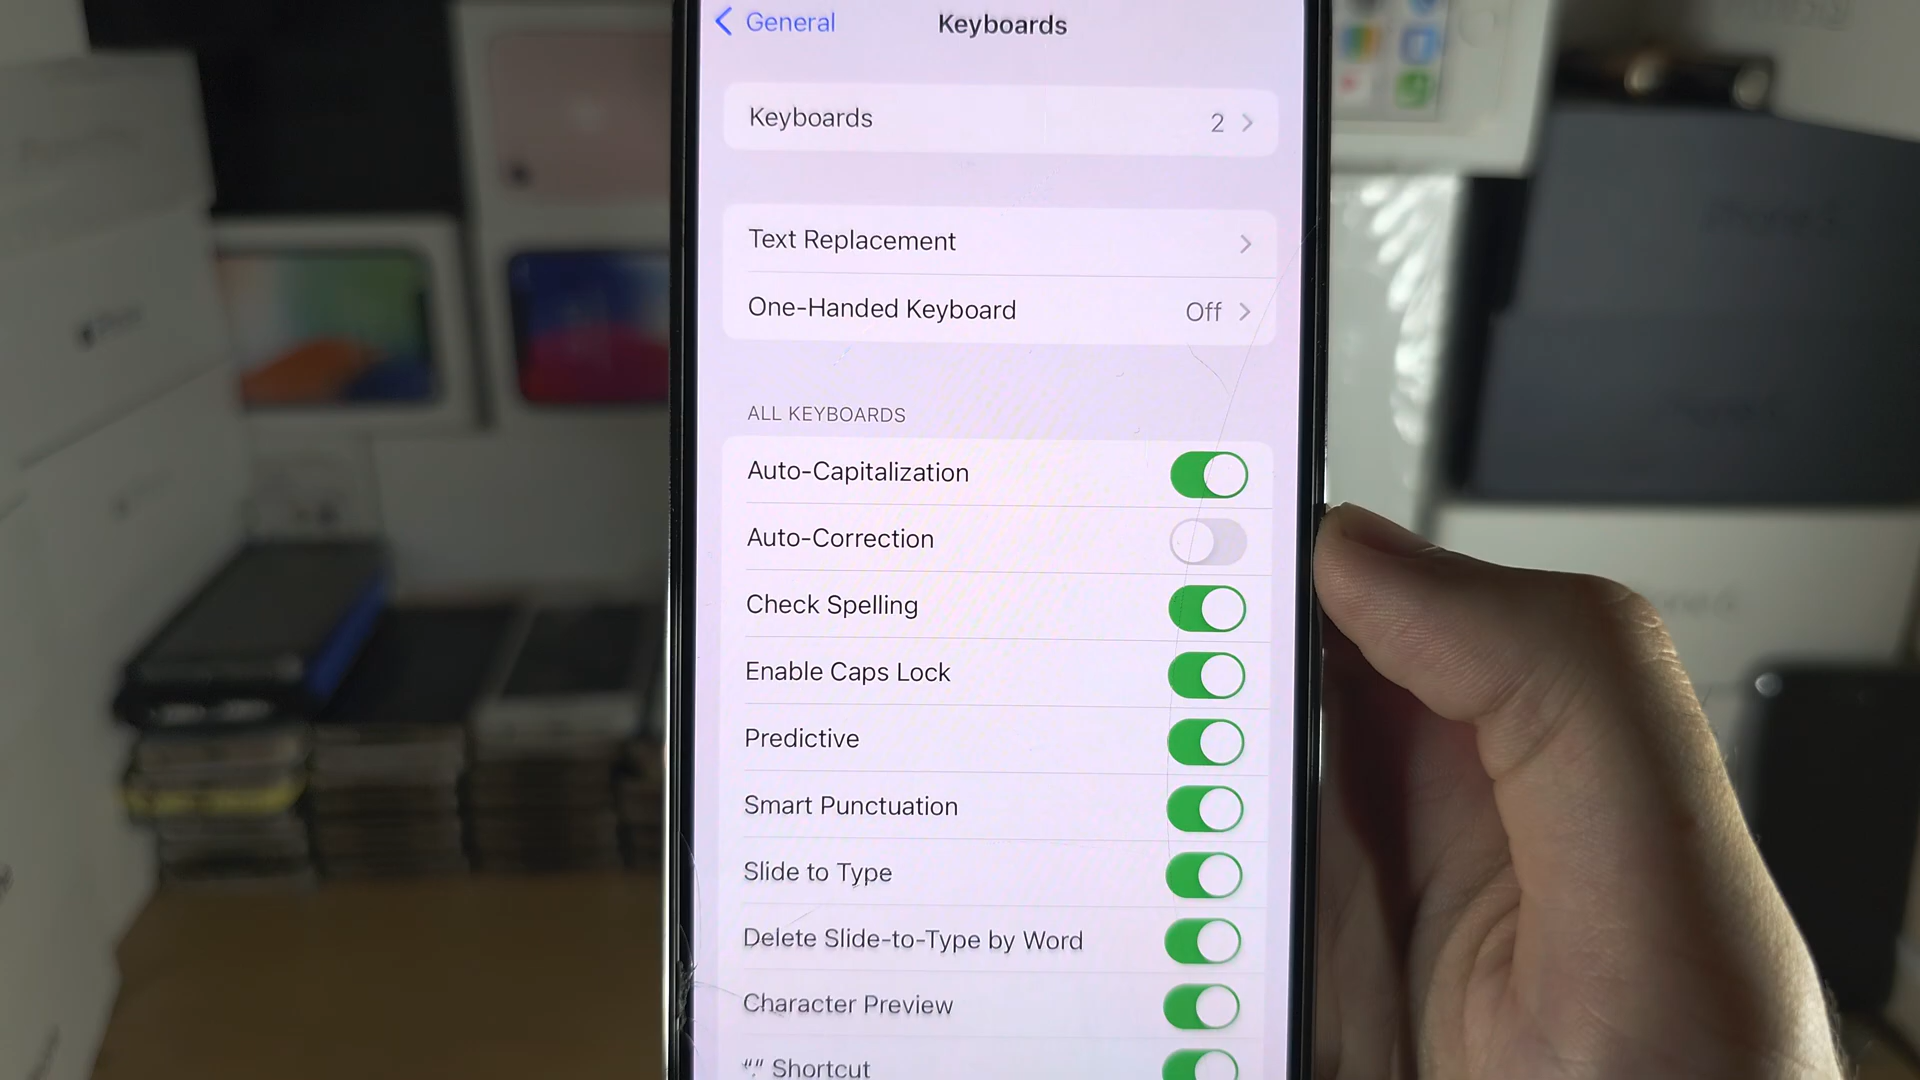 General
Keyboards
Keyboards 2
Text Replacement
One-Handed Keyboard Off
ALL KEYBOARDS
Auto-Capitalization
Auto-Correction
Check Spelling
Enable Caps Lock
Predictive
Smart Punctuation
Slide to Type
Delete Slide-to-Type by Word
Character Preview
“.” Shortcut